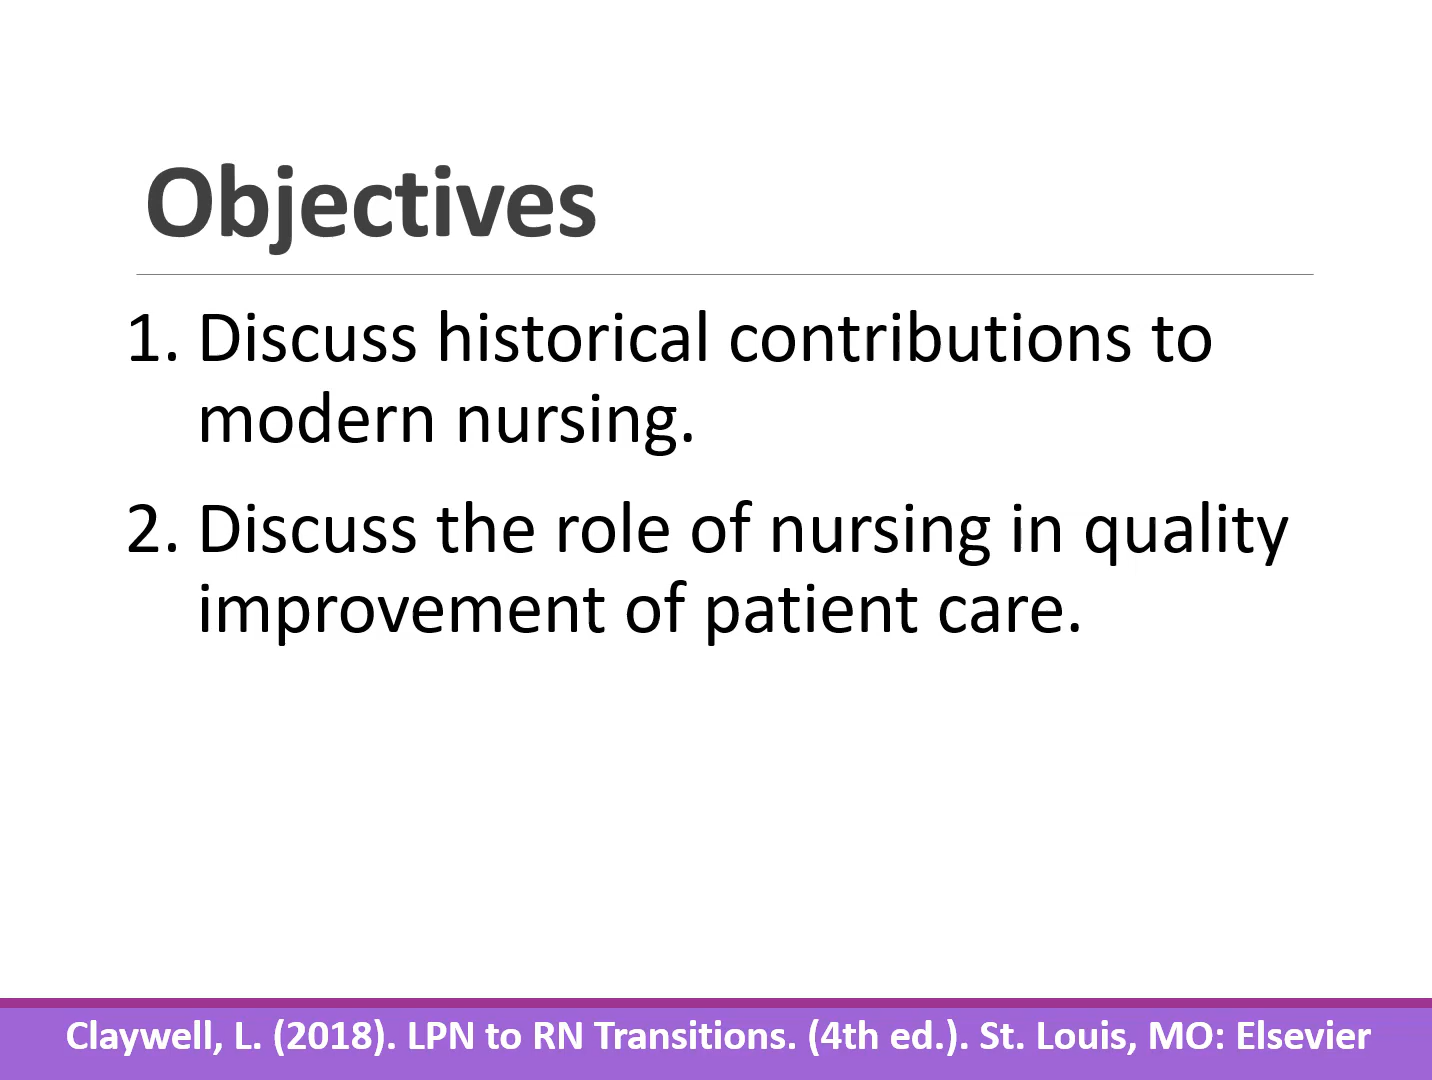 Objectives
1. Discuss historical contributions to
modern nursing.
2. Discuss the role of nursing in quality
improvement of patient care.
Claywell, L. (2018). LPN to RN Transitions. (4th ed.). St. Louis, MO: Elsevier